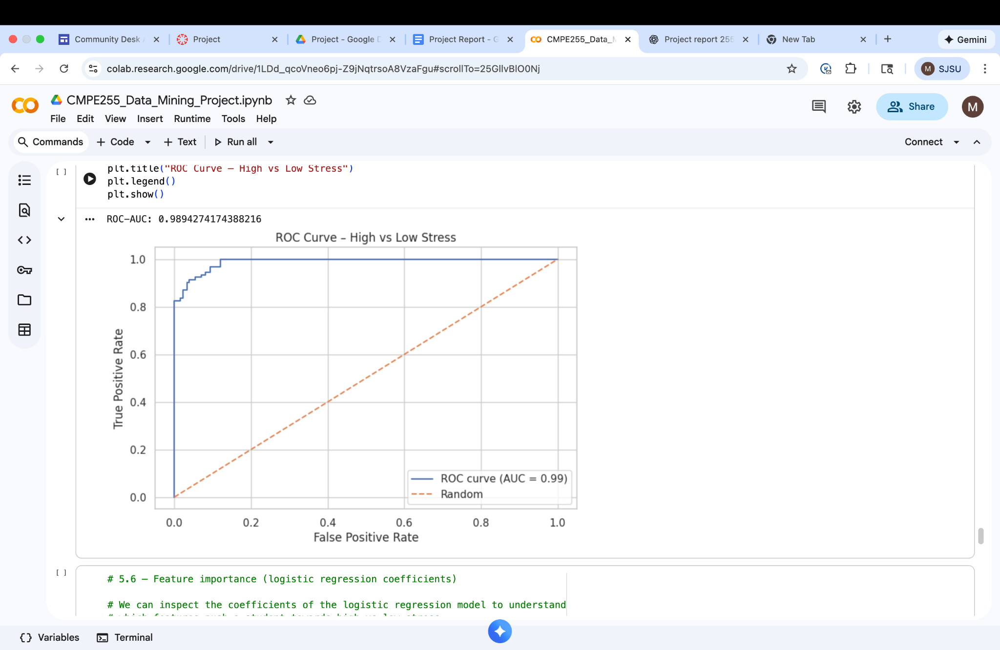 Community Desk
Project
Project - Google D
Project Report - G
CMPE255_Data_
Project report 255
New Tab
Gemini
colab.research.google.com/drive/1LDd_qcoVneo6pj-Z9jNqtrsoA8VzaFgu#scrollTo=25GllvBlO0Nj
M SJSU
CMPE255_Data_Mining_Project.ipynb
Share
M
File Edit View Insert Runtime Tools Help
Commands + Code + Text Run all
Connect
[ ]
plt.title("ROC Curve – High vs Low Stress")
plt.legend()
plt.show()
ROC-AUC: 0.9894274174388216
ROC Curve – High vs Low Stress
1.0
0.8
0.6
0.4
0.2
0.0
True Positive Rate
ROC curve (AUC = 0.99)
Random
0.0 0.2 0.4 0.6 0.8 1.0
False Positive Rate
[ ]
# 5.6 – Feature importance (logistic regression coefficients)
# We can inspect the coefficients of the logistic regression model to understand
Variables
Terminal